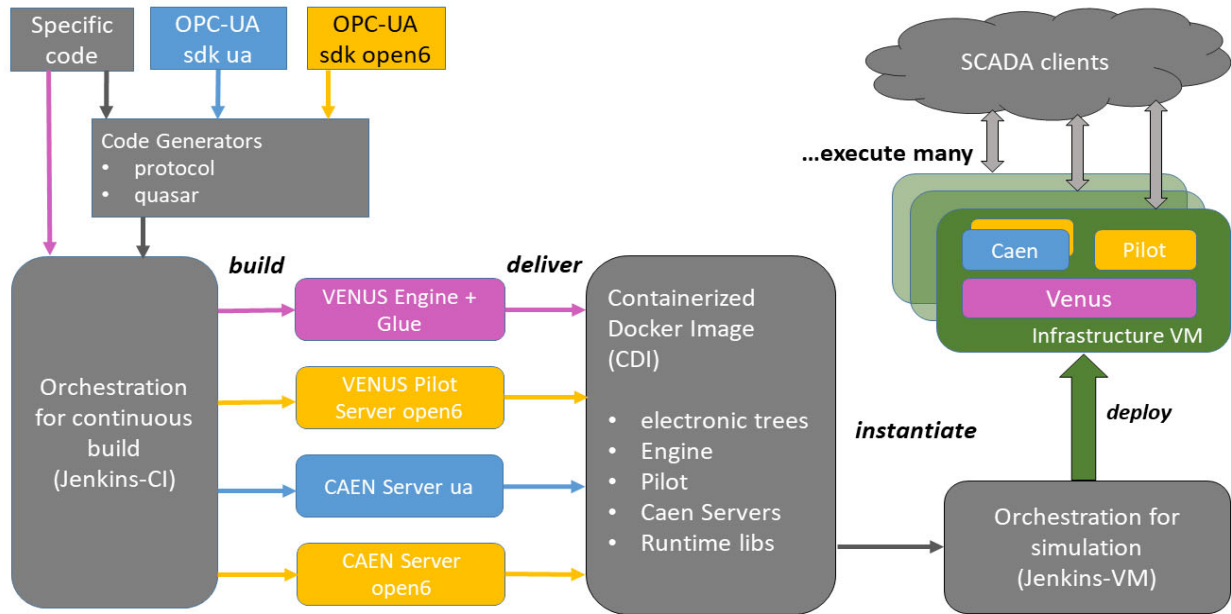 Specific
code
OPC-UA
sdk ua
OPC-UA
sdk open6
Code Generators
• protocol
• quasar
SCADA clients
...execute many
Caen
Pilot
Venus
Infrastructure VM
build
deliver
Orchestration
for continuous
build
(Jenkins-CI)
VENUS Engine +
Glue
VENUS Pilot
Server open6
CAEN Server ua
CAEN Server
open6
Containerized
Docker Image
(CDI)
• electronic trees
• Engine
• Pilot
• Caen Servers
• Runtime libs
instantiate
deploy
Orchestration for
simulation
(Jenkins-VM)